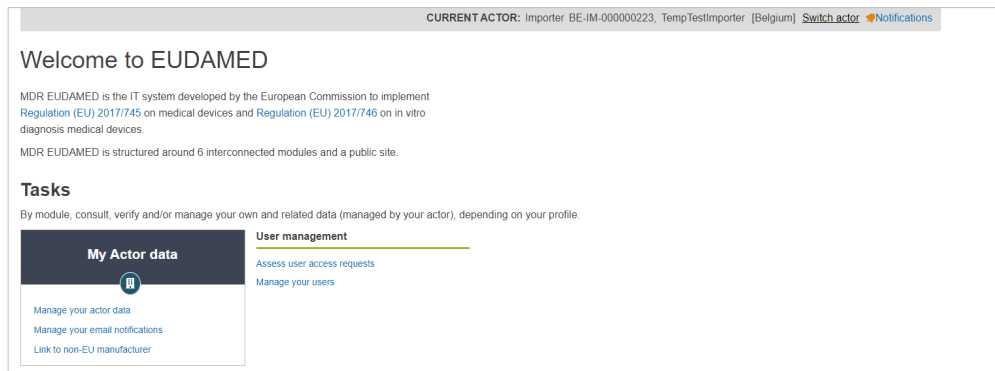 CURRENT ACTOR: Importer BE-IM-000000223, TempTestImporter [Belgium] Switch actor Notifications
Welcome to EUDAMED
MDR EUDAMED is the IT system developed by the European Commission to implement
Regulation (EU) 2017/745 on medical devices and Regulation (EU) 2017/746 on in vitro
diagnosis medical devices.
MDR EUDAMED is structured around 6 interconnected modules and a public site.
Tasks
By module, consult, verify and/or manage your own and related data (managed by your actor), depending on your profile.
My Actor data
Manage your actor data
Manage your email notifications
Link to non-EU manufacturer
User management
Assess user access requests
Manage your users